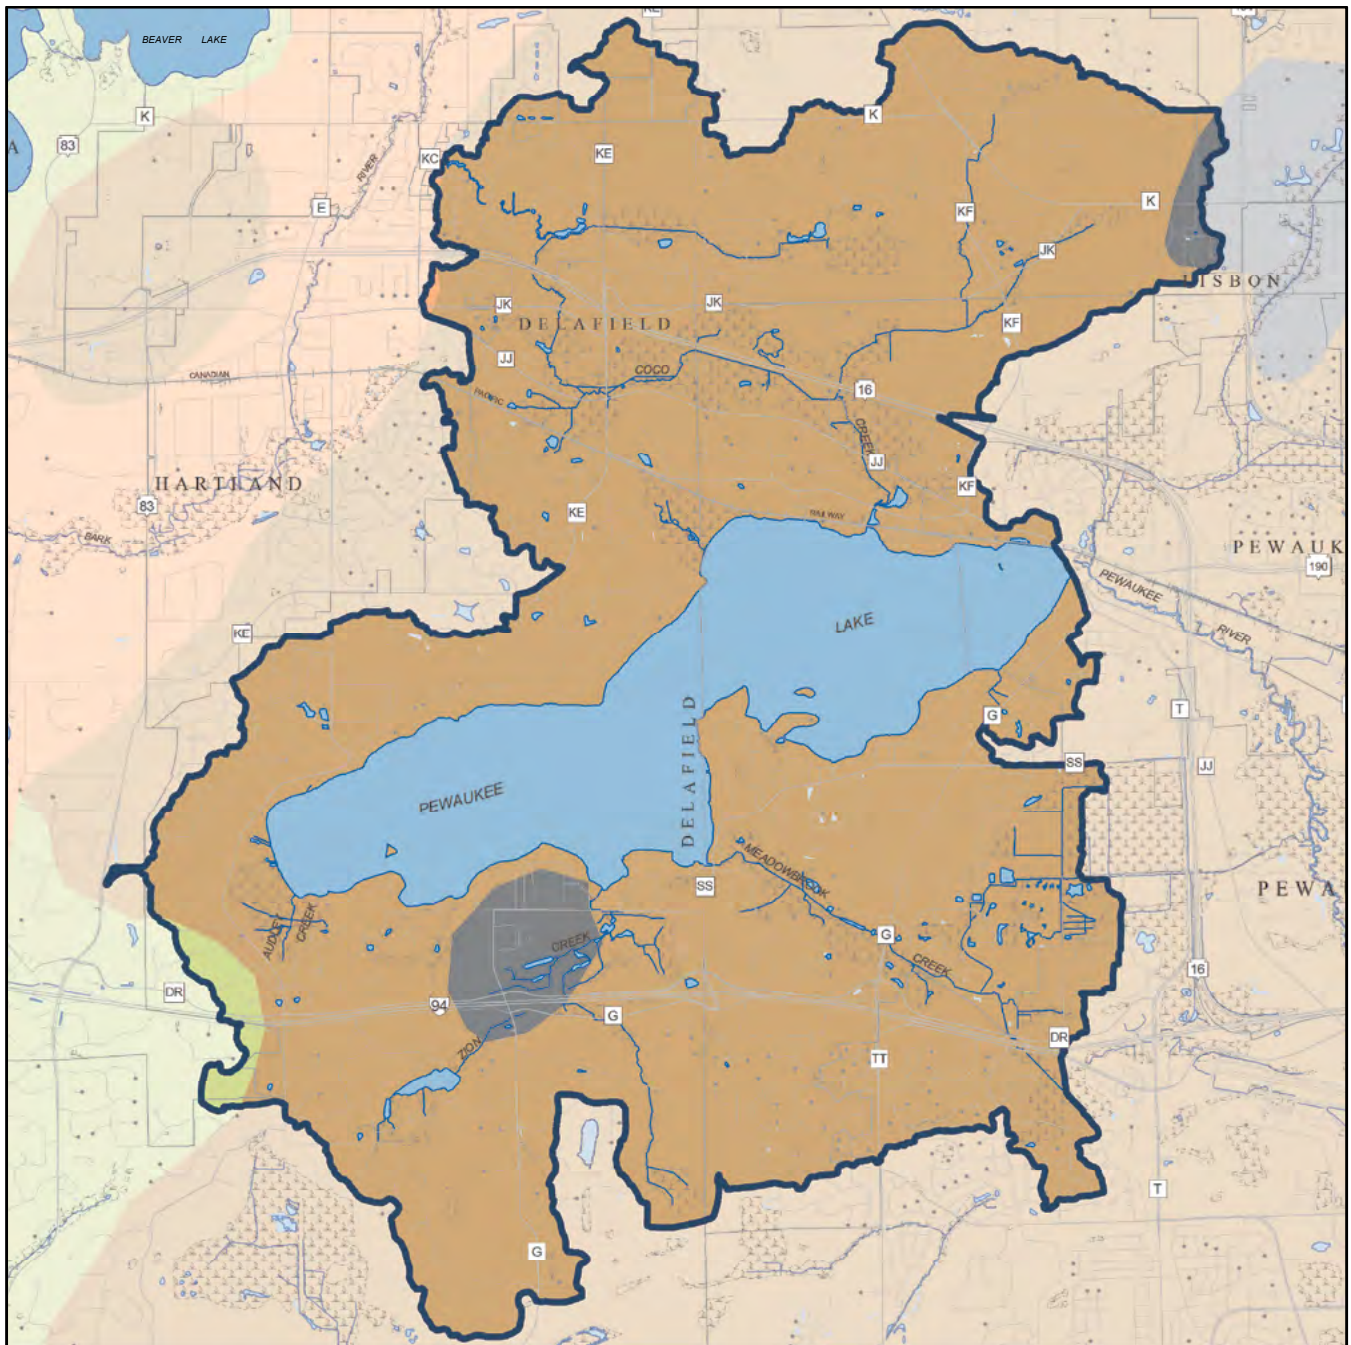 BEAVER LAKE
K
83
A
KC
KE
K
RIVER
E
KF
K
JK
LISBON
JK
JK
DELAFIELD
KF
JJ
CANADIAN
COCO
PACIFIC
16
CREEK
JJ
HARTLAND
83
KF
KE
RAILWAY
BARK
PEWAUK
190
PEWAUKEE
RIVER
LAKE
KE
G
T
DELAFIELD
SS
JJ
PEWAUKEE
MEADOWBROOK
SS
PEWA
AUDLEY
CREEK
G
CREEK
CREEK
16
DR
94
G
DR
ZION
TT
T
G